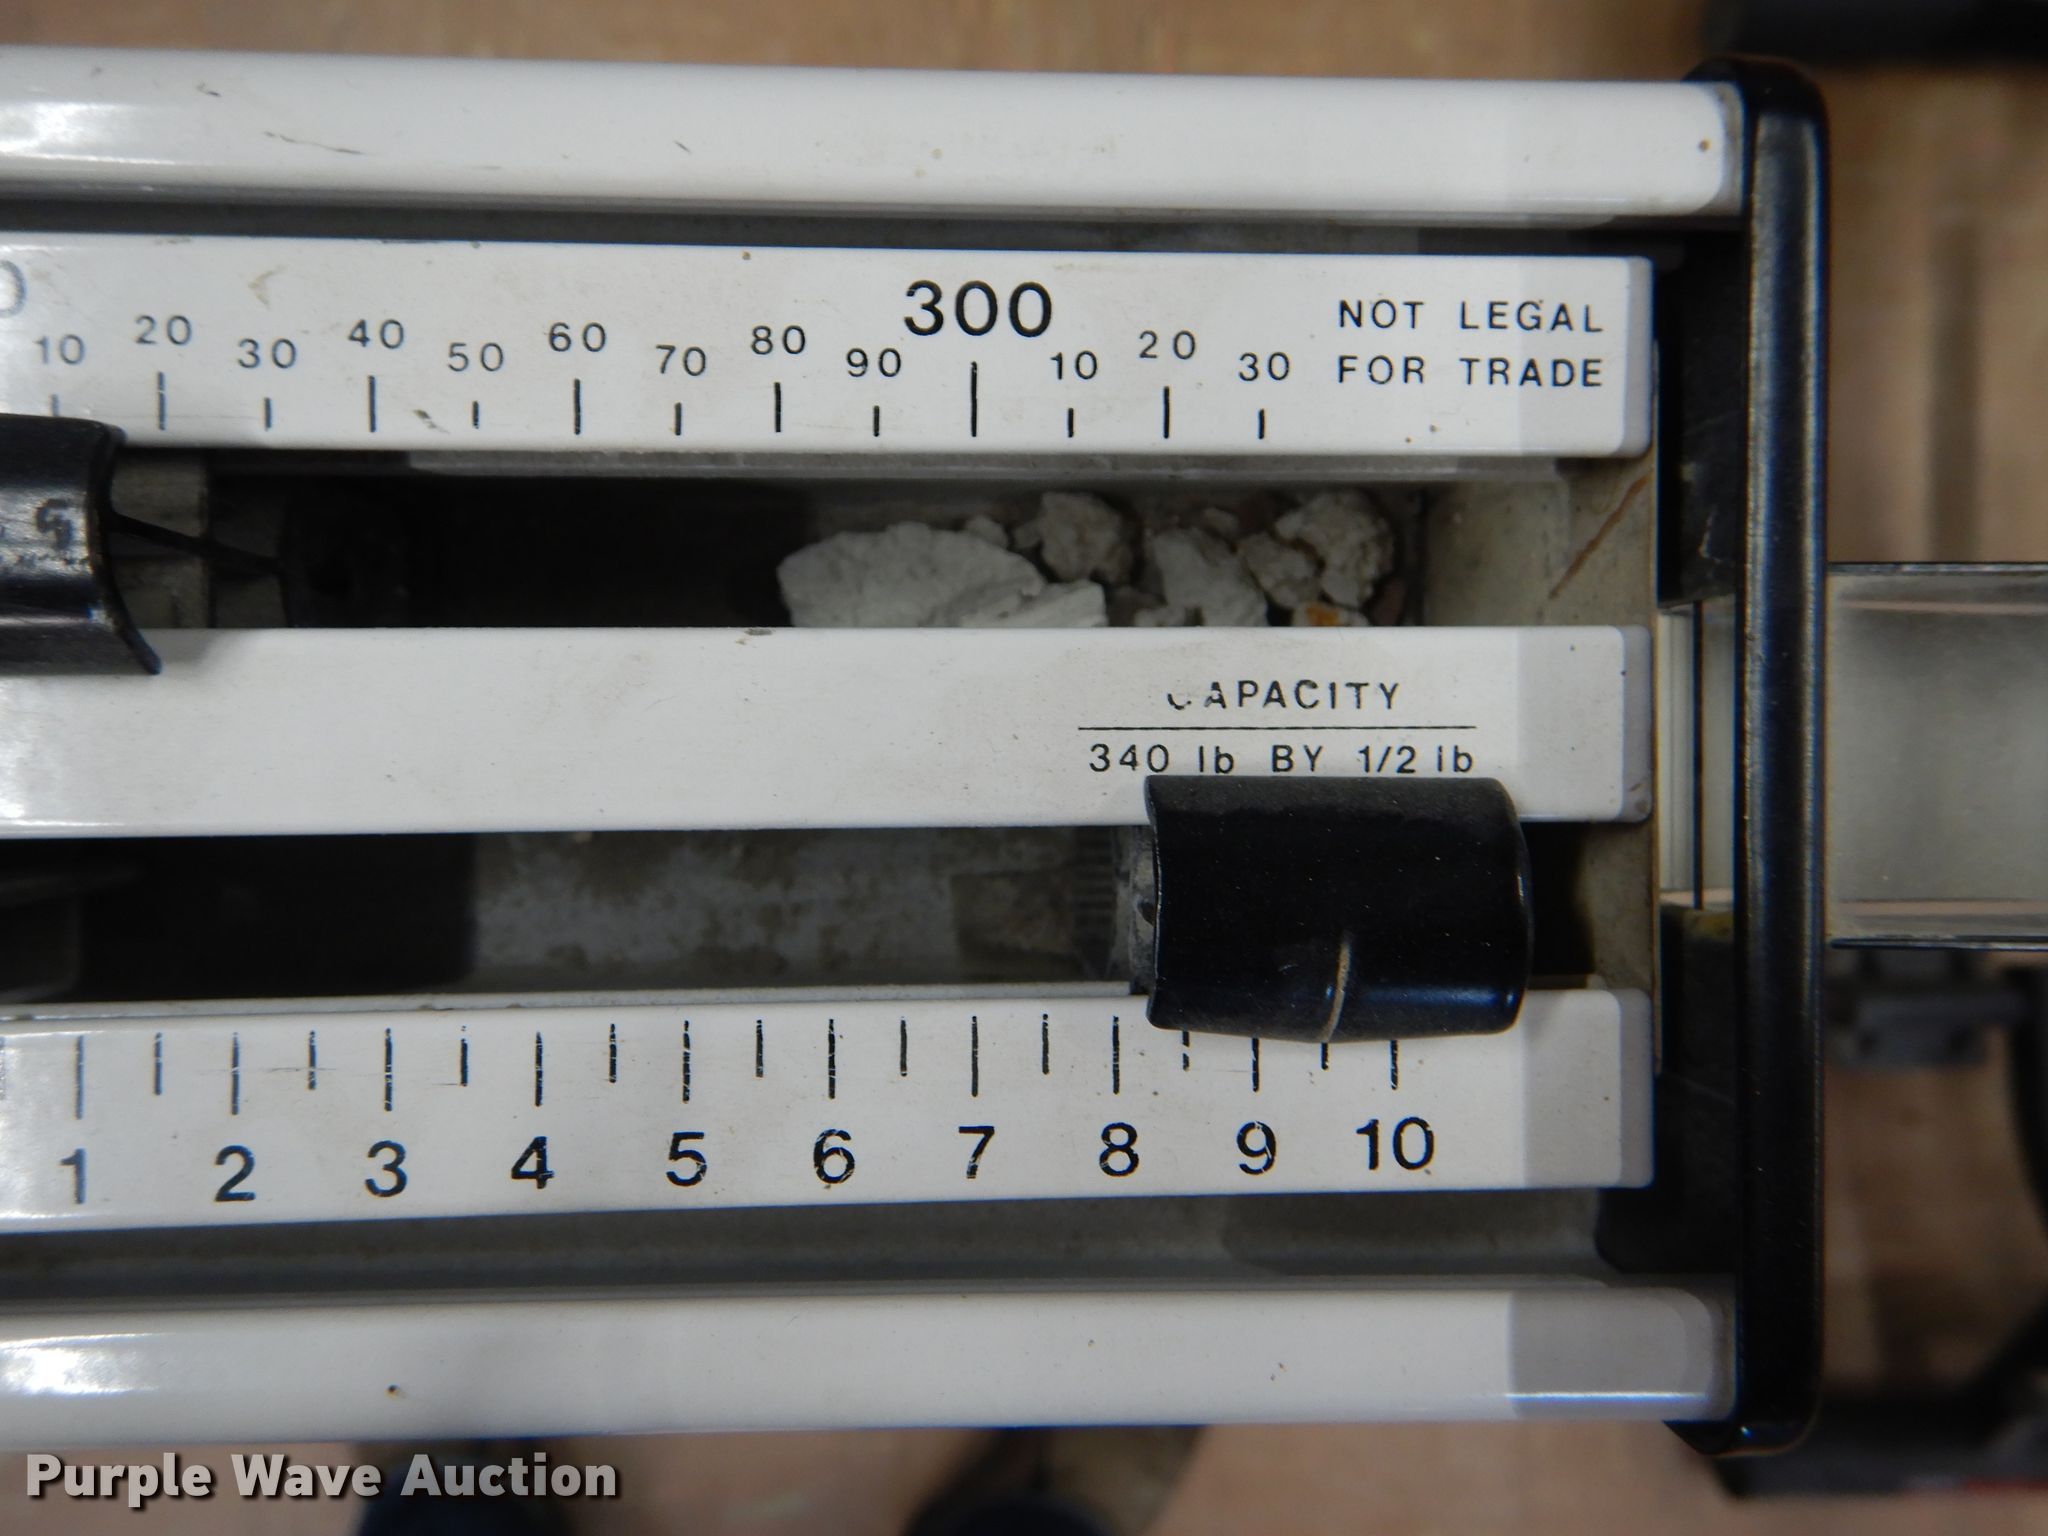 300
10 20 30 40 50 60 70 80 90 10 20 30
NOT LEGAL
FOR TRADE
CAPACITY
340 lb BY 1/2 lb
1 2 3 4 5 6 7 8 9 10
Purple Wave Auction